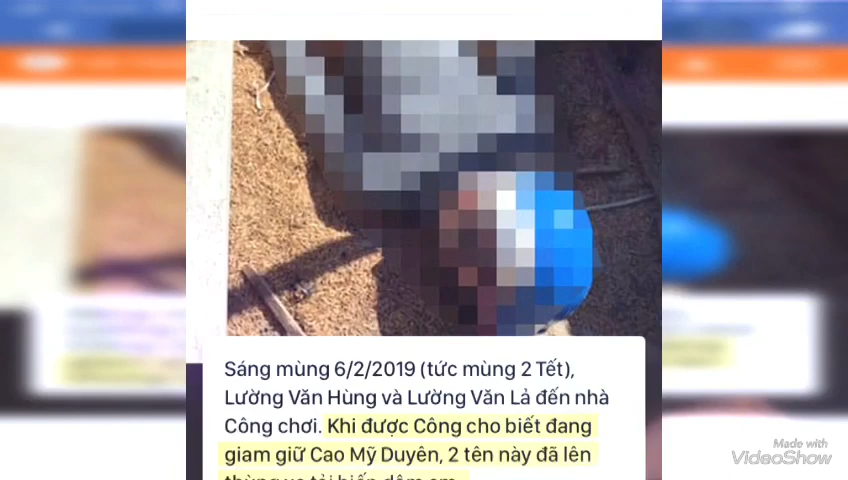 Sáng mùng 6/2/2019 (tức mùng 2 Tết),
Lường Văn Hùng và Lường Văn Lả đến nhà
Công chơi. Khi được Công cho biết đang
giam giữ Cao Mỹ Duyên, 2 tên này đã lên
Made with
VideoShow